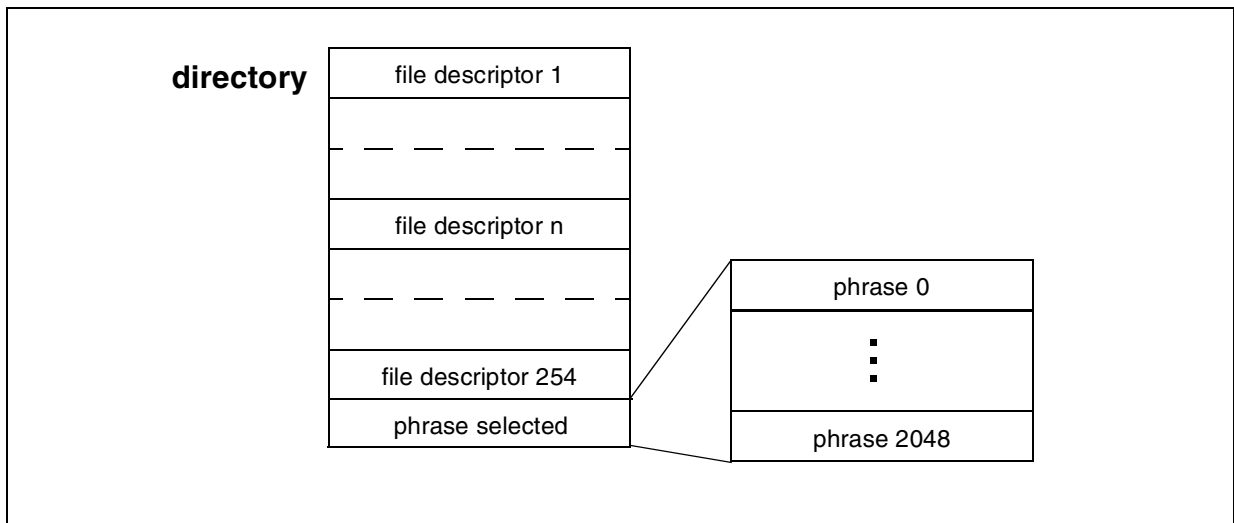 directory
file descriptor 1
file descriptor n
file descriptor 254
phrase selected
phrase 0
phrase 2048